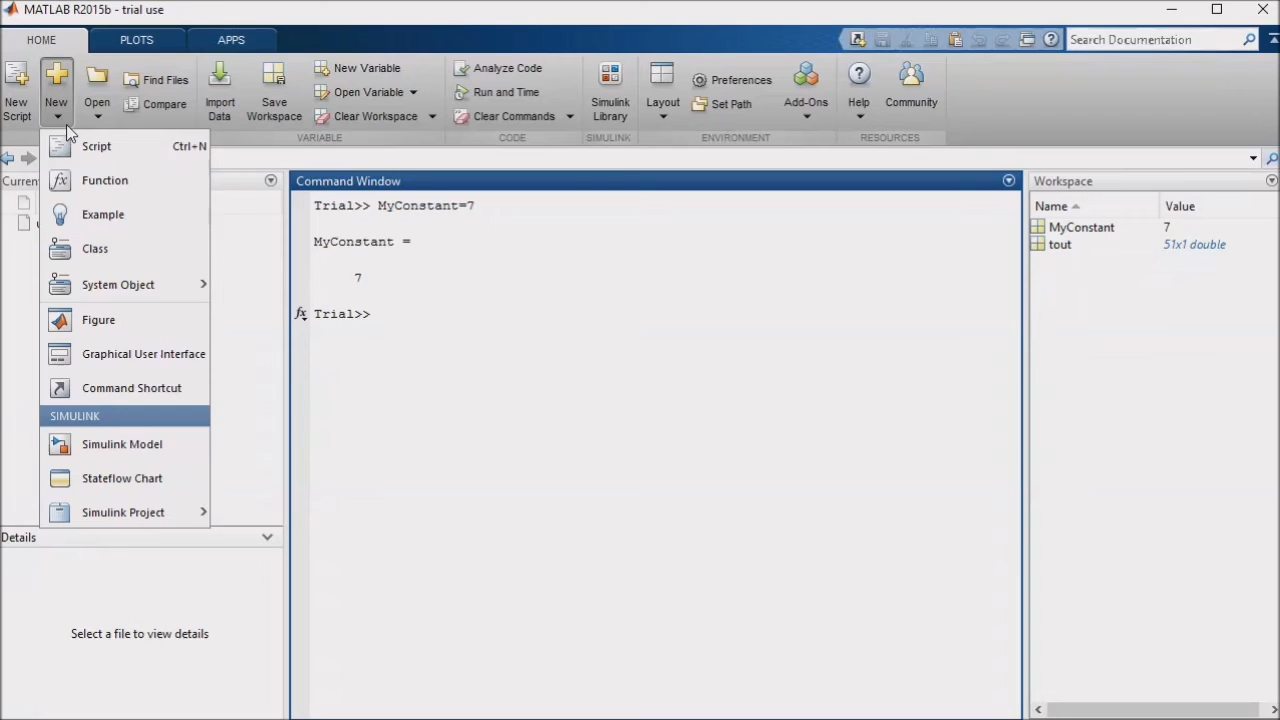 MATLAB R2015b - trial use
HOME
PLOTS
APPS
Search Documentation
New Script
New
Open
Find Files
Compare
Import Data
Save Workspace
New Variable
Open Variable
Clear Workspace
Analyze Code
Run and Time
Clear Commands
Simulink Library
Layout
Preferences
Set Path
Add-Ons
Help
Community
VARIABLE
CODE
SIMULINK
ENVIRONMENT
RESOURCES
Script Ctrl+N
Function
Example
Class
System Object
Figure
Graphical User Interface
Command Shortcut
SIMULINK
Simulink Model
Stateflow Chart
Simulink Project
Details
Select a file to view details
Command Window
Trial>> MyConstant=7
MyConstant =
7
fx Trial>>
Workspace
Name Value
MyConstant 7
tout 51x1 double